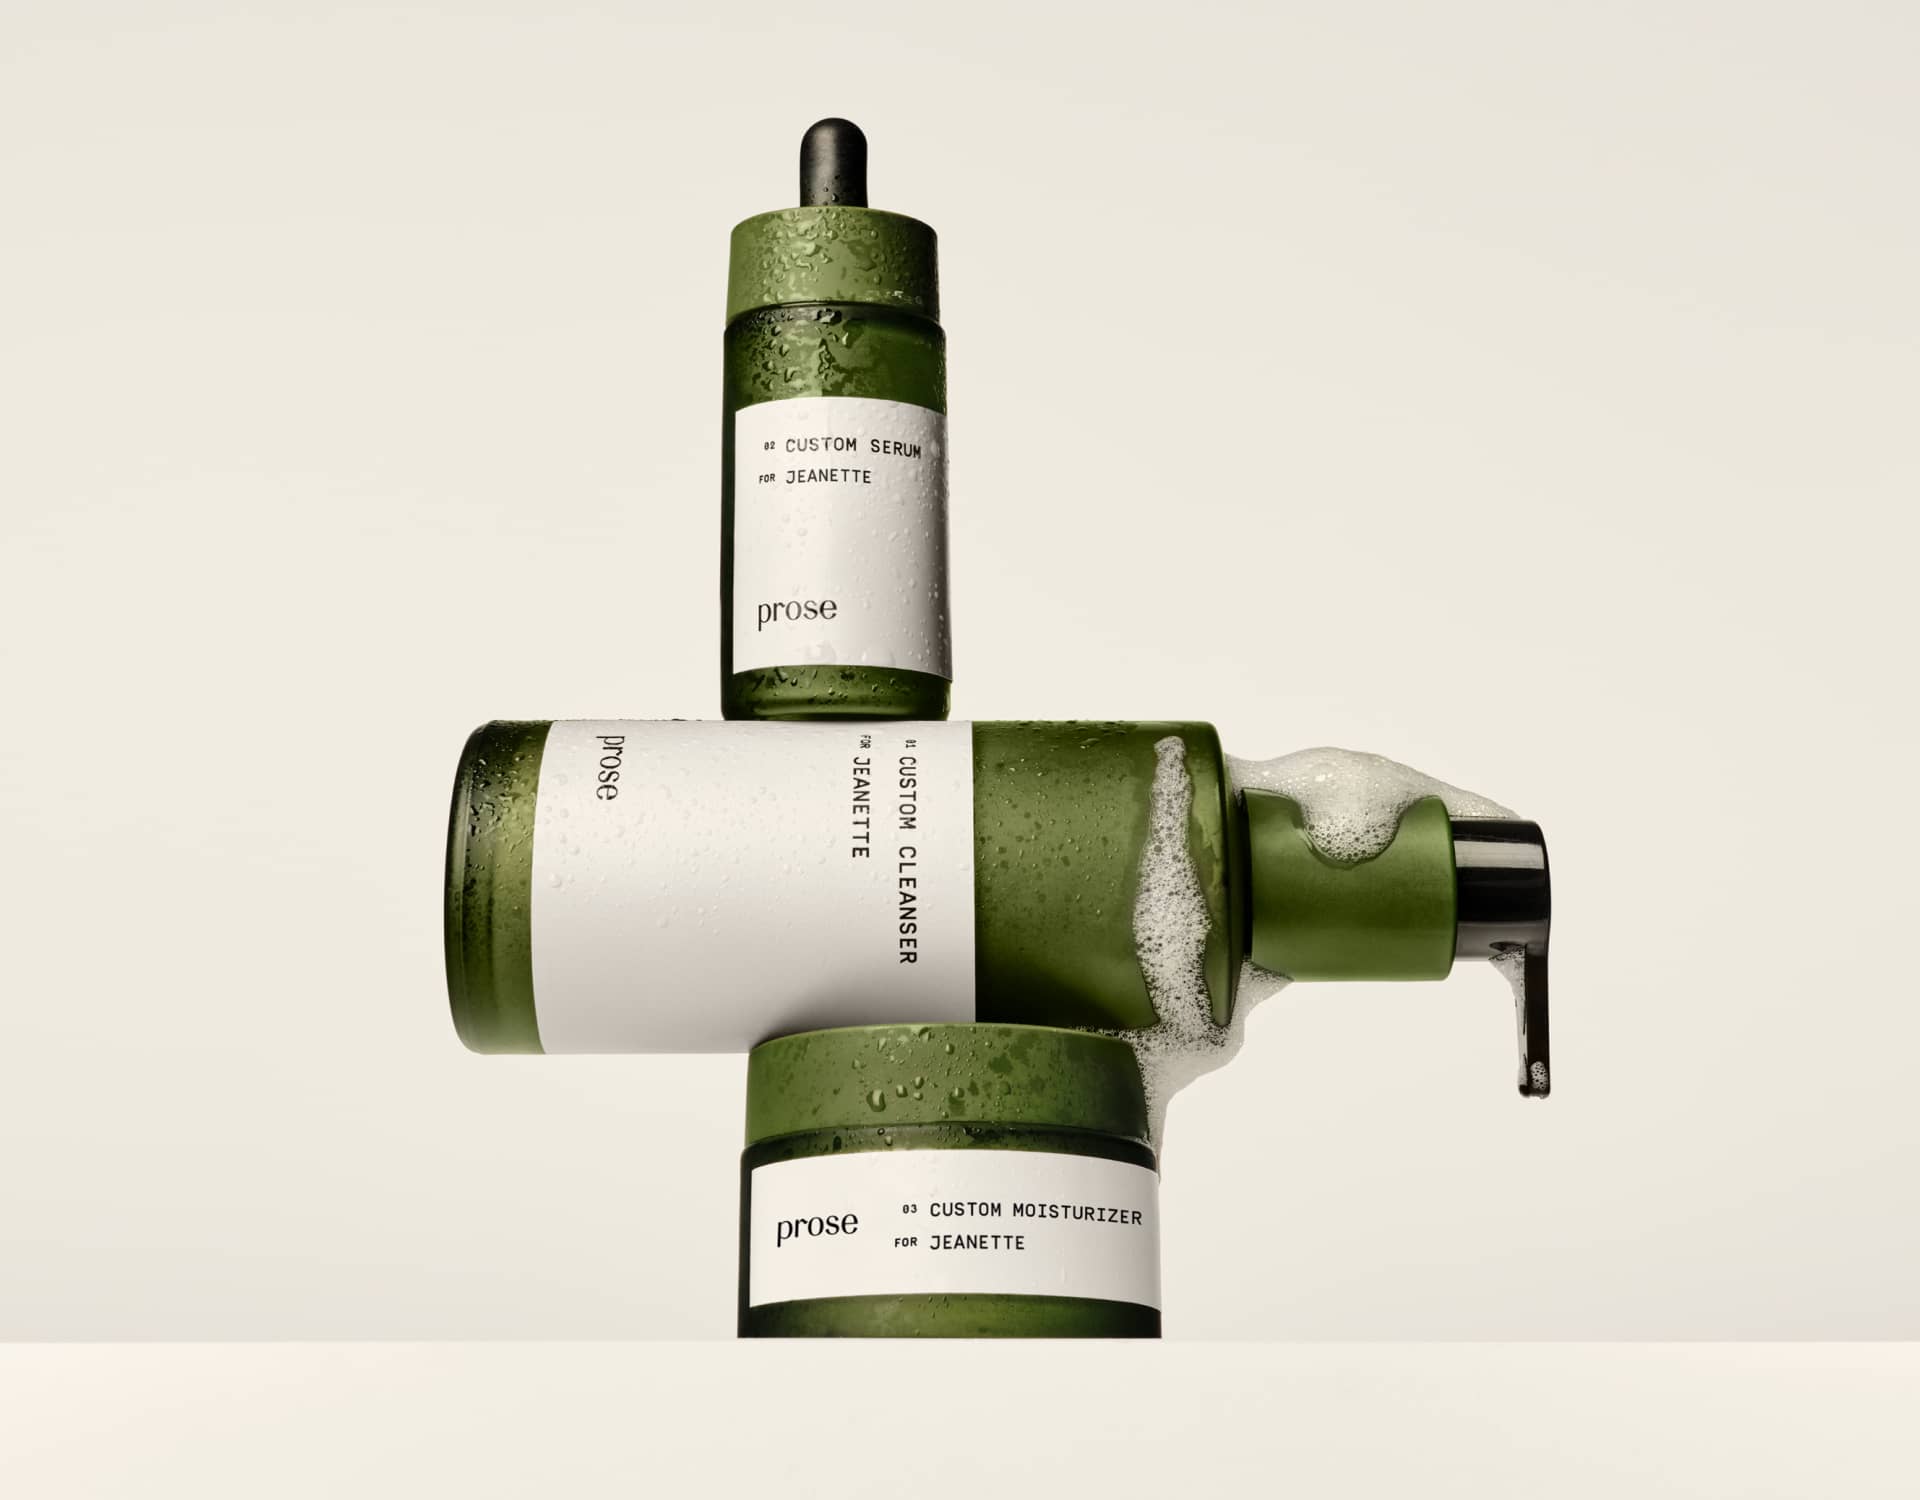 02 CUSTOM SERUM
FOR JEANETTE
prose
01 CUSTOM CLEANSER
FOR JEANETTE
prose
prose
03 CUSTOM MOISTURIZER
FOR JEANETTE